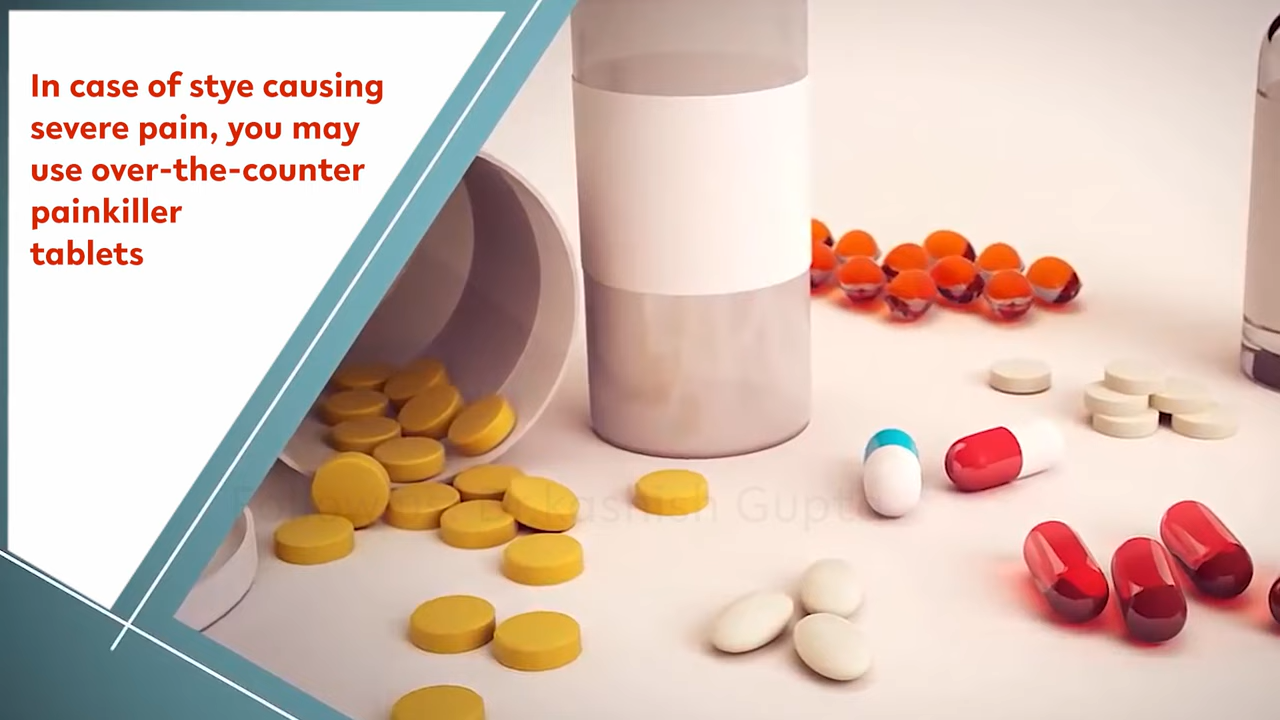 In case of stye causing
severe pain, you may
use over-the-counter
painkiller
tablets